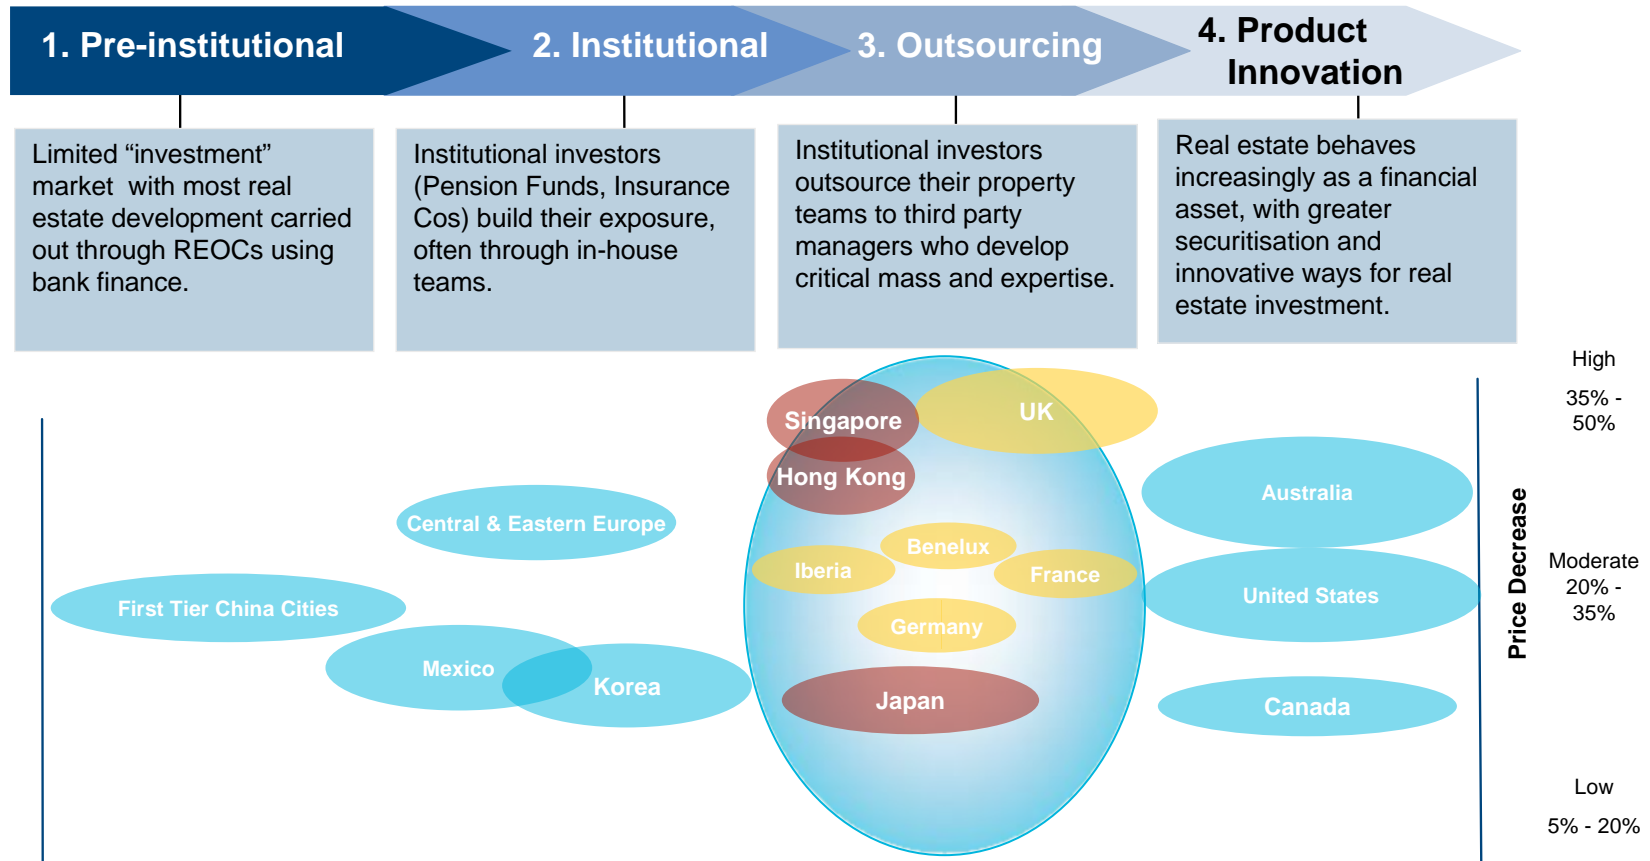 1. Pre-institutional
2. Institutional
3. Outsourcing
4. Product
Innovation
Limited “investment”
market with most real
estate development carried
out through REOCs using
bank finance.
Institutional investors
(Pension Funds, Insurance
Cos) build their exposure,
often through in-house
teams.
Institutional investors
outsource their property
teams to third party
managers who develop
critical mass and expertise.
Real estate behaves
increasingly as a financial
asset, with greater
securitisation and
innovative ways for real
estate investment.
High
35% -
50%
Singapore
UK
Hong Kong
Australia
Central & Eastern Europe
Benelux
Iberia
France
First Tier China Cities
United States
Germany
Mexico
Korea
Japan
Canada
Price Decrease
Moderate
20% -
35%
Low
5% - 20%